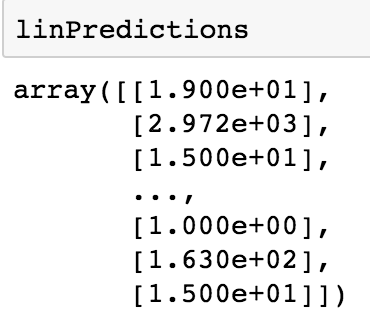 linPredictions
array([[1.900e+01],
[2.972e+03],
[1.500e+01],
...,
[1.000e+00],
[1.630e+02],
[1.500e+01]])